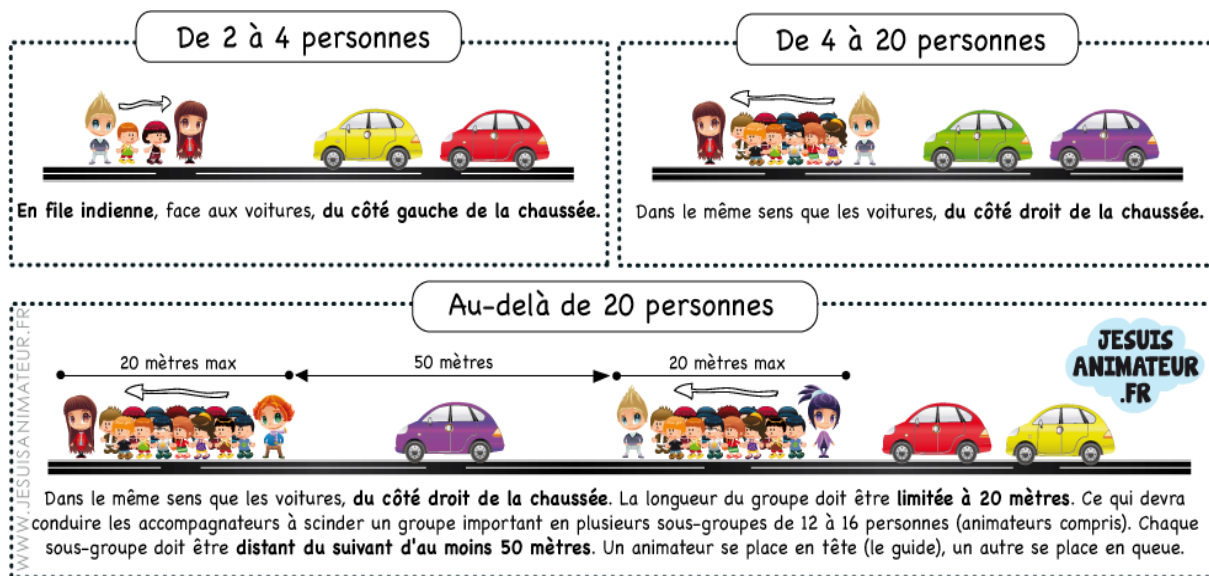 De 2 à 4 personnes
En file indienne, face aux voitures, du côté gauche de la chaussée.
De 4 à 20 personnes
Dans le même sens que les voitures, du côté droit de la chaussée.
Au-delà de 20 personnes
20 mètres max
50 mètres
20 mètres max
JESUIS
ANIMATEUR
.FR
Dans le même sens que les voitures, du côté droit de la chaussée. La longueur du groupe doit être limitée à 20 mètres. Ce qui devra
conduire les accompagnateurs à scinder un groupe important en plusieurs sous-groupes de 12 à 16 personnes (animateurs compris). Chaque
sous-groupe doit être distant du suivant d'au moins 50 mètres. Un animateur se place en tête (le guide), un autre se place en queue.
WWW.JESUISANIMATEUR.FR